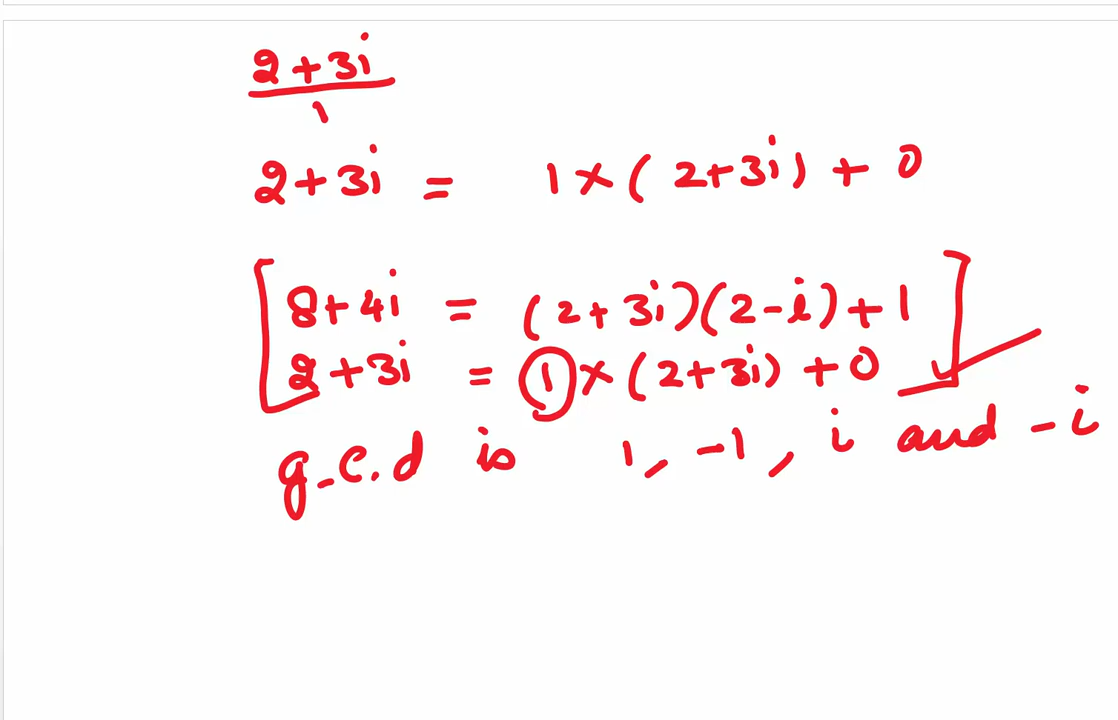 2+3i
1
2+3i = 1×(2+3i)+0
8+4i = (2+3i)(2-i)+1
2+3i = 1×(2+3i)+0
g.c.d is 1, -1, i and -i